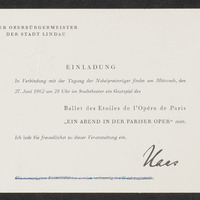 DER OBERBÜRGERMEISTER
DER STADT LINDAU
EINLADUNG
In Verbindung mit der Tagung der Nobelpreisträger findet am Mittwoch, den
27. Juni 1962 um 20 Uhr im Stadttheater ein Gastspiel des
Ballet des Etoiles de l'Opéra de Paris
„EIN ABEND IN DER PARISER OPER" statt.
Ich lade Sie freundlichst zu dieser Veranstaltung ein.
Haas